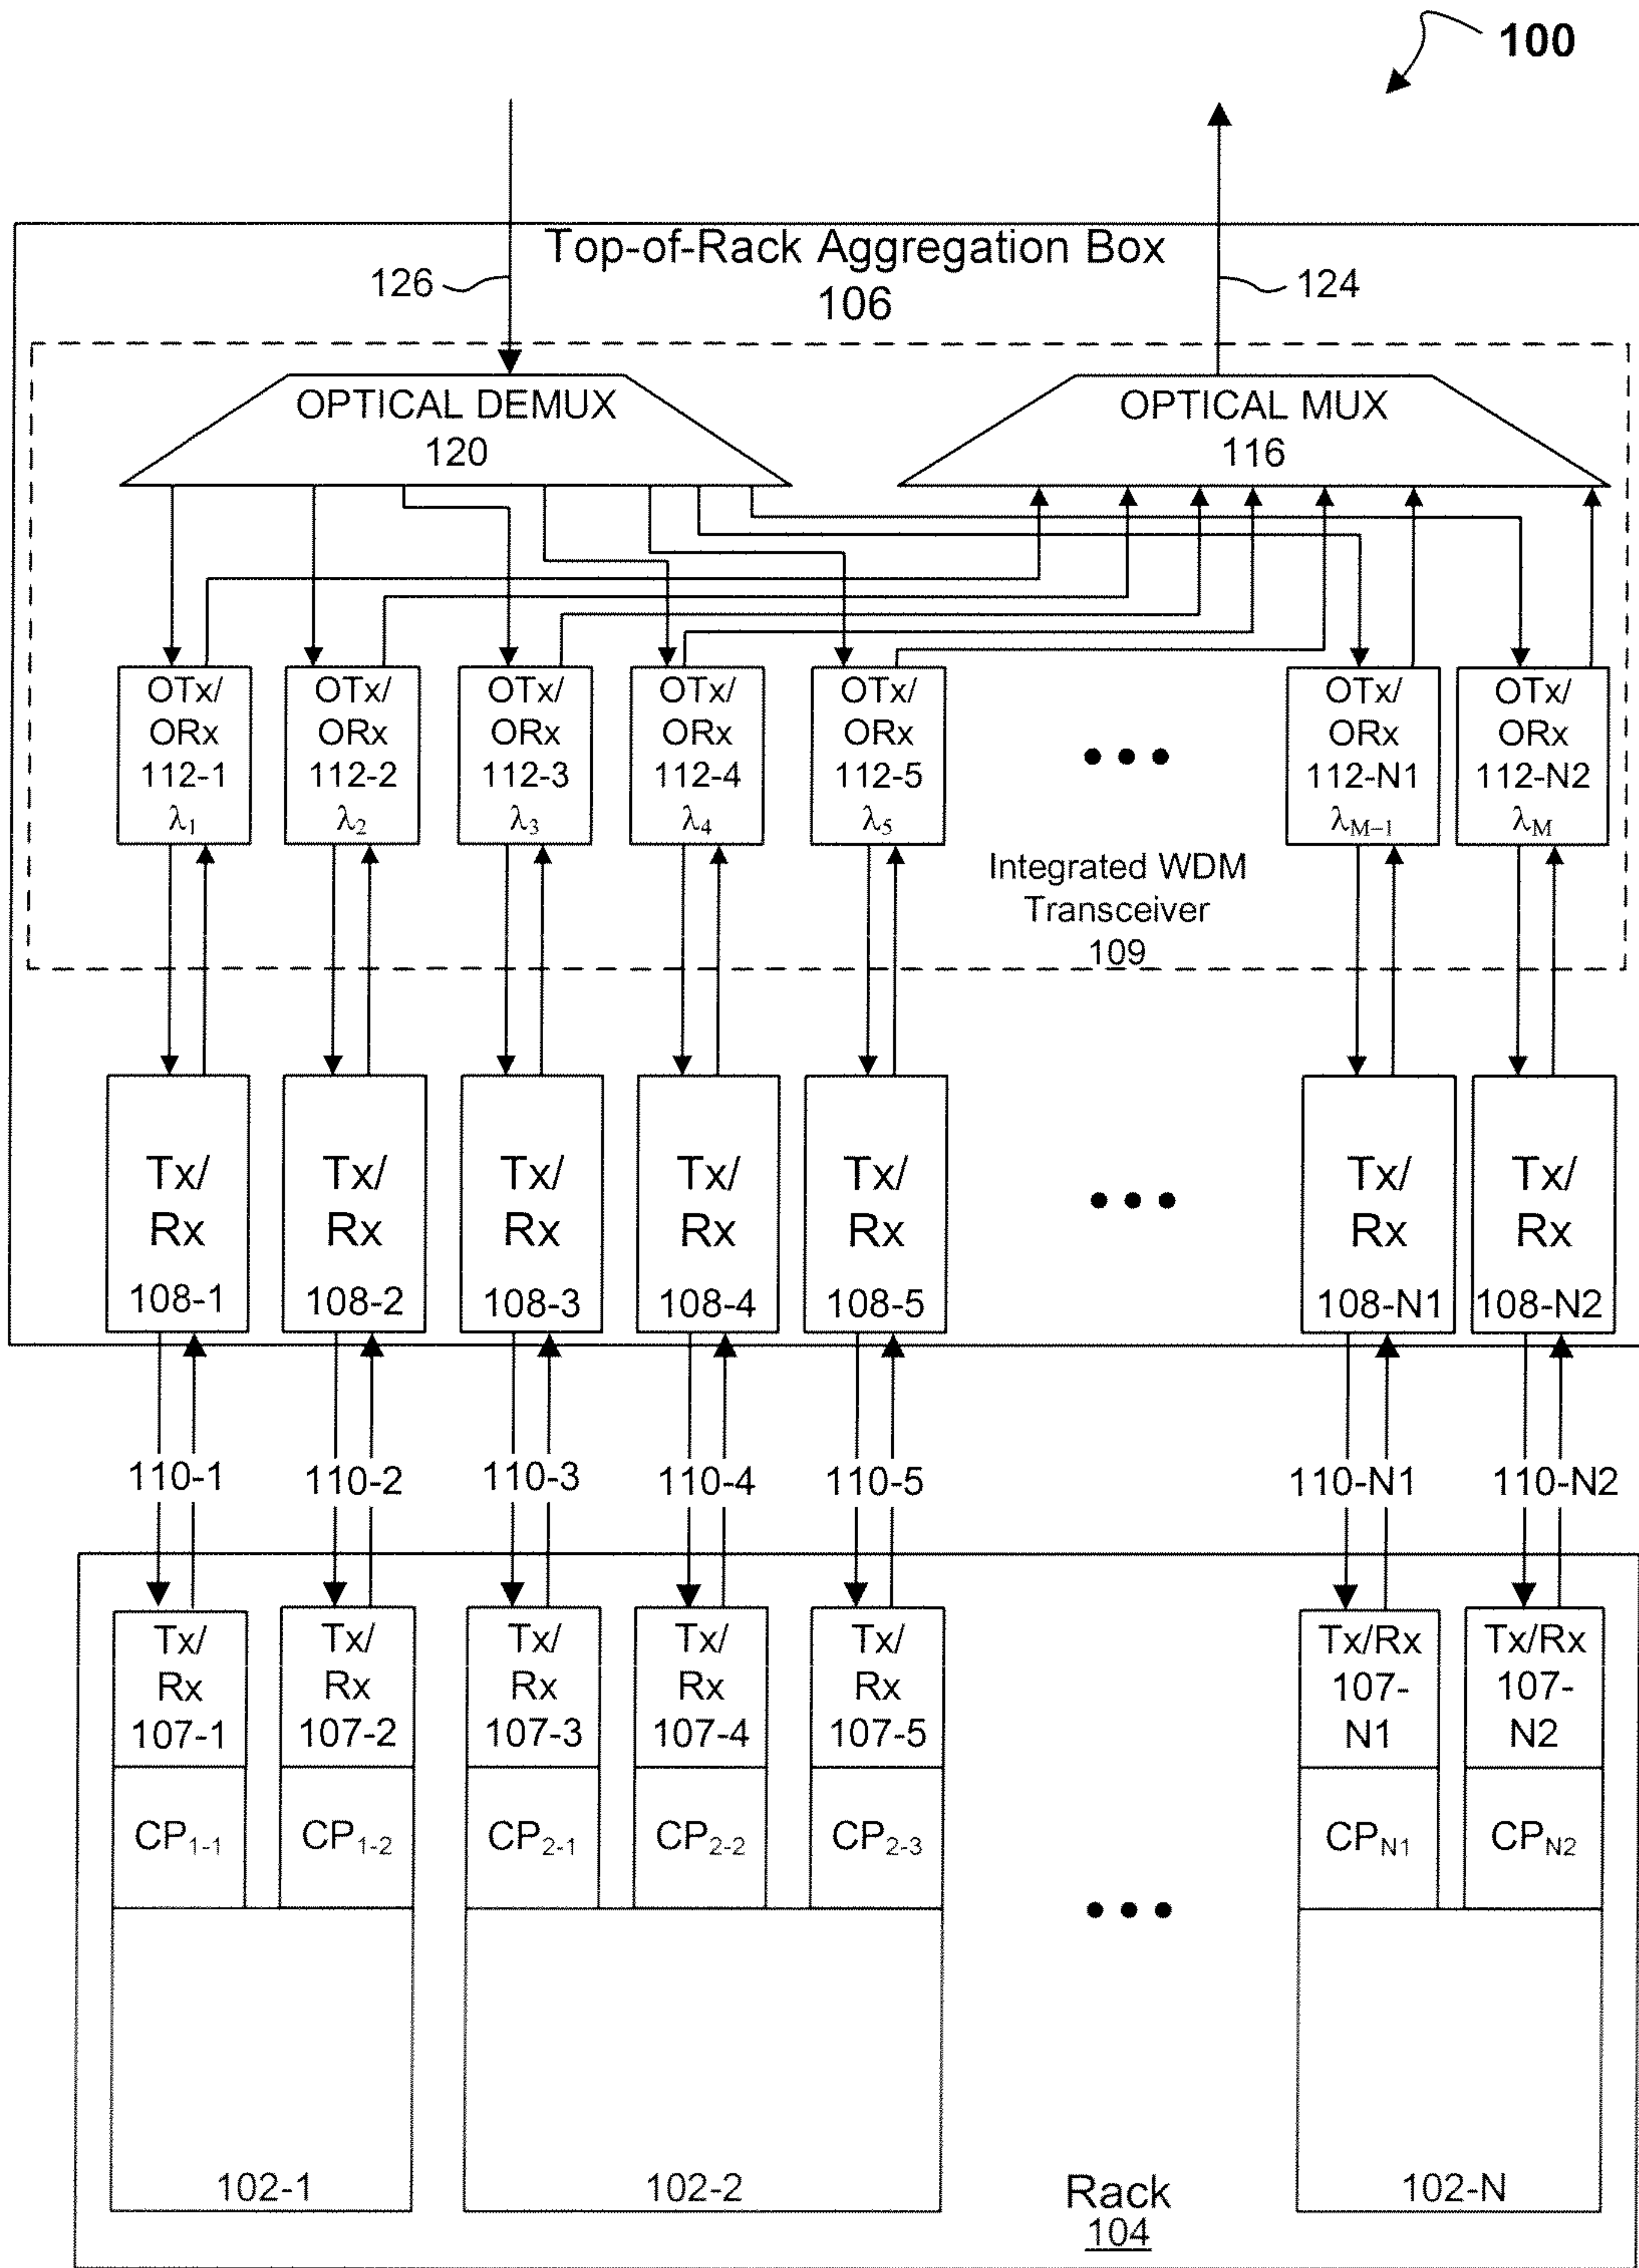 100
Top-of-Rack Aggregation Box
106
126
124
OPTICAL DEMUX
120
OPTICAL MUX
116
OTx/
ORx
112-1
λ₁
OTx/
ORx
112-2
λ₂
OTx/
ORx
112-3
λ₃
OTx/
ORx
112-4
λ₄
OTx/
ORx
112-5
λ₅
OTx/
ORx
112-N1
λM–1
OTx/
ORx
112-N2
λM
Integrated WDM
Transceiver
109
Tx/
Rx
108-1
Tx/
Rx
108-2
Tx/
Rx
108-3
Tx/
Rx
108-4
Tx/
Rx
108-5
Tx/
Rx
108-N1
Tx/
Rx
108-N2
110-1
110-2
110-3
110-4
110-5
110-N1
110-N2
Tx/
Rx
107-1
Tx/
Rx
107-2
Tx/
Rx
107-3
Tx/
Rx
107-4
Tx/
Rx
107-5
Tx/Rx
107-
N1
Tx/Rx
107-
N2
CP1-1
CP1-2
CP2-1
CP2-2
CP2-3
CPN1
CPN2
102-1
102-2
102-N
Rack
104